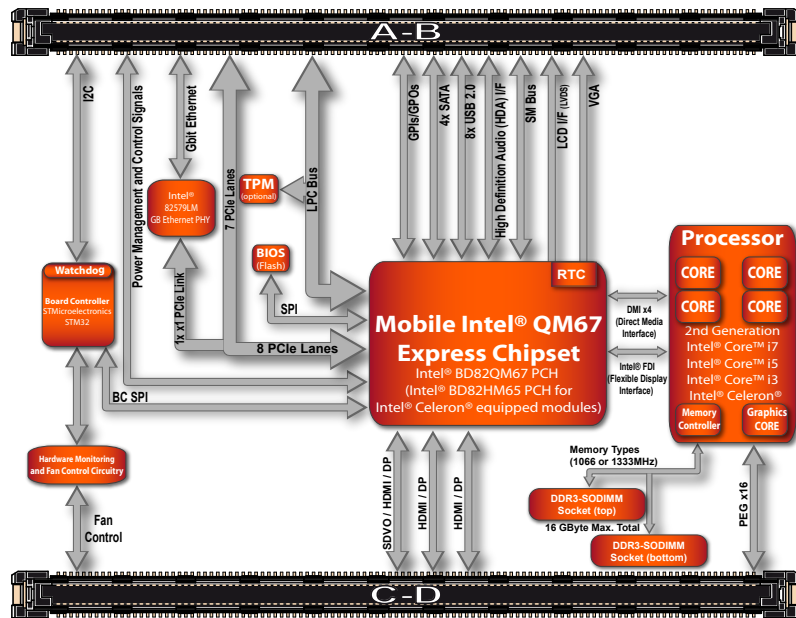 A-B
I2C
Power Management and Control Signals
Gbit Ethernet
7 PCIe Lanes
LPC Bus
GPIs/GPOs
4x SATA
8x USB 2.0
High Definition Audio (HDA) I/F
SM Bus
LCD I/F (LVDS)
VGA
Intel®
82579LM
GB Ethernet PHY
TPM
(optional)
BIOS
(Flash)
SPI
1x x1 PCIe Link
8 PCIe Lanes
Watchdog
Board Controller
STMicroelectronics
STM32
BC SPI
RTC
Mobile Intel® QM67
Express Chipset
Intel® BD82QM67 PCH
(Intel® BD82HM65 PCH for
Intel® Celeron® equipped modules)
DMI x4
(Direct Media
Interface)
Intel® FDI
(Flexible Display
Interface)
Processor
CORE
CORE
CORE
CORE
2nd Generation
Intel® Core™ i7
Intel® Core™ i5
Intel® Core™ i3
Intel® Celeron®
Memory
Controller
Graphics
CORE
Hardware Monitoring
and Fan Control Circuitry
Fan
Control
SDVO / HDMI / DP
HDMI / DP
HDMI / DP
Memory Types
(1066 or 1333MHz)
DDR3-SODIMM
Socket (top)
16 GByte Max. Total
DDR3-SODIMM
Socket (bottom)
PEG x16
C-D